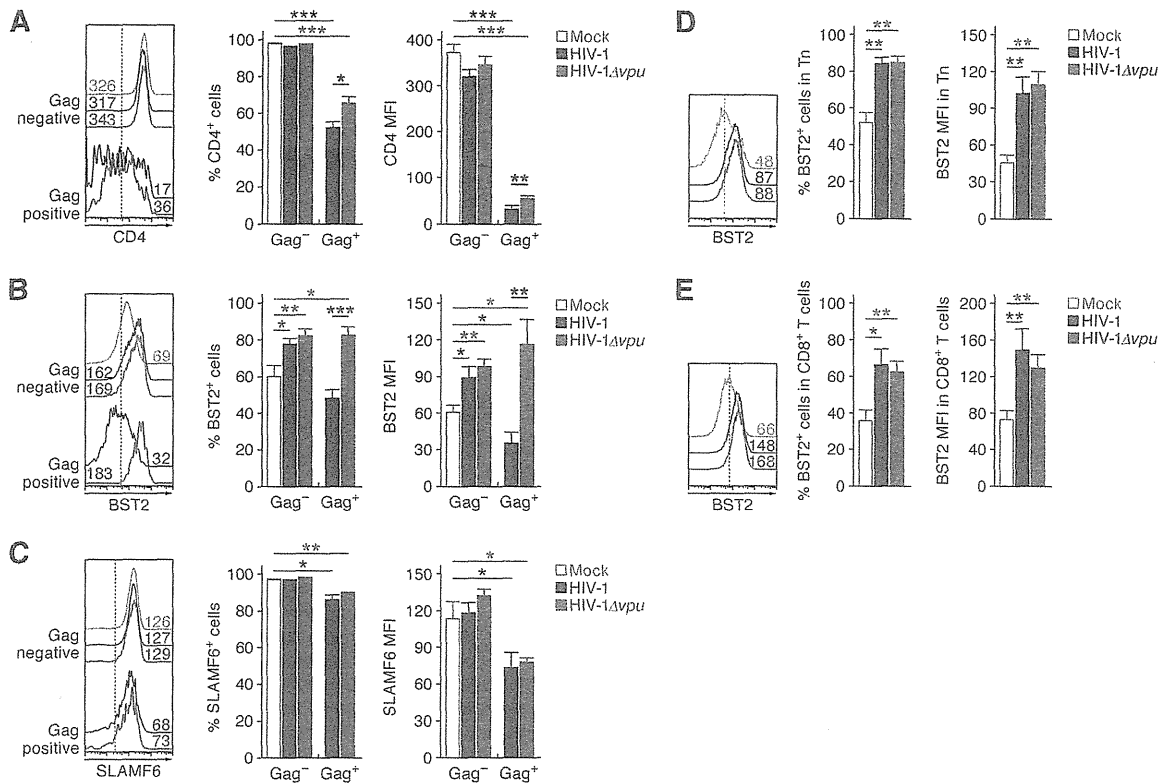 A
Gag
negative
326
317
343
Gag
positive
17
36
CD4
% CD4⁺ cells
100
80
60
40
20
0
***
***
*
Gag⁻ Gag⁺
CD4 MFI
400
300
200
100
0
***
***
**
Gag⁻ Gag⁺
Mock
HIV-1
HIV-1Δvpu
B
Gag
negative
69
162
169
Gag
positive
32
183
BST2
% BST2⁺ cells
100
80
60
40
20
0
*
**
*
***
Gag⁻ Gag⁺
BST2 MFI
150
120
90
60
30
0
**
*
*
**
*
Gag⁻ Gag⁺
Mock
HIV-1
HIV-1Δvpu
C
Gag
negative
126
127
129
Gag
positive
68
73
SLAMF6
% SLAMF6⁺ cells
100
80
60
40
20
0
**
*
Gag⁻ Gag⁺
SLAMF6 MFI
150
120
90
60
30
0
*
*
Gag⁻ Gag⁺
Mock
HIV-1
HIV-1Δvpu
D
48
87
88
BST2
% BST2⁺ cells in Tn
100
80
60
40
20
0
**
**
BST2 MFI in Tn
150
120
90
60
30
0
**
**
Mock
HIV-1
HIV-1Δvpu
E
66
148
168
BST2
% BST2⁺ cells in CD8⁺ T cells
100
80
60
40
20
0
**
*
BST2 MFI in CD8⁺ T cells
200
160
120
80
40
0
**
**
Mock
HIV-1
HIV-1Δvpu